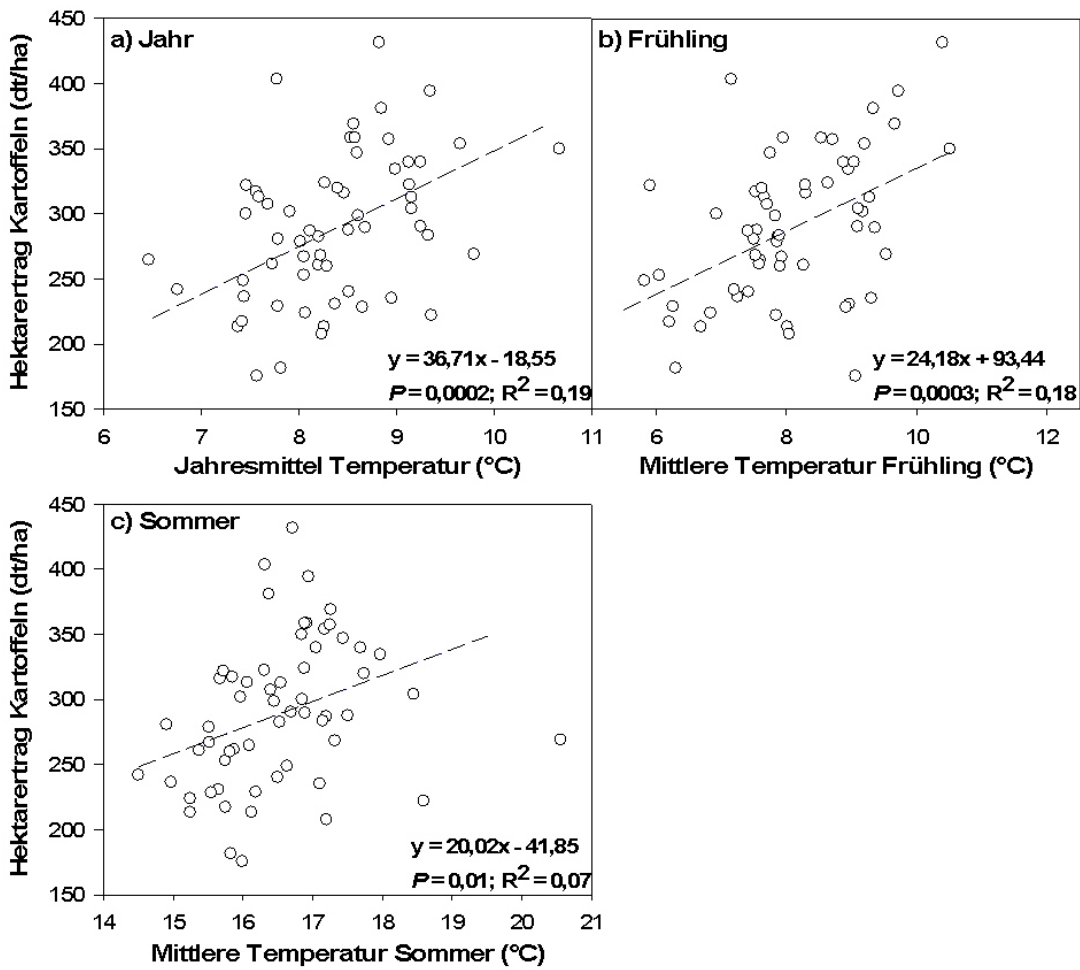 a) Jahr
450
400
350
300
250
200
150
Hektarertrag Kartoffeln (dt/ha)
y = 36,71x - 18,55
P = 0,0002; R2 = 0,19
6 7 8 9 10 11
Jahresmittel Temperatur (°C)
b) Frühling
y = 24,18x + 93,44
P = 0,0003; R2 = 0,18
6 8 10 12
Mittlere Temperatur Frühling (°C)
c) Sommer
450
400
350
300
250
200
150
Hektarertrag Kartoffeln (dt/ha)
y = 20,02x - 41,85
P = 0,01; R2 = 0,07
14 15 16 17 18 19 20 21
Mittlere Temperatur Sommer (°C)